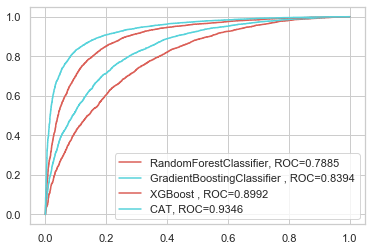 1.0
0.8
0.6
0.4
0.2
0.0
RandomForestClassifier, ROC=0.7885
GradientBoostingClassifier , ROC=0.8394
XGBoost , ROC=0.8992
CAT, ROC=0.9346
0.0 0.2 0.4 0.6 0.8 1.0